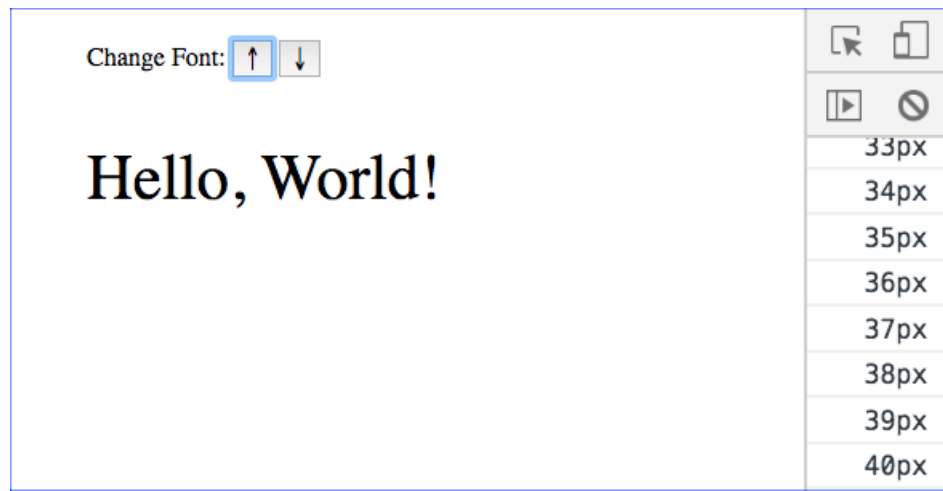 Change Font: ↑ ↓
Hello, World!
33px
34px
35px
36px
37px
38px
39px
40px